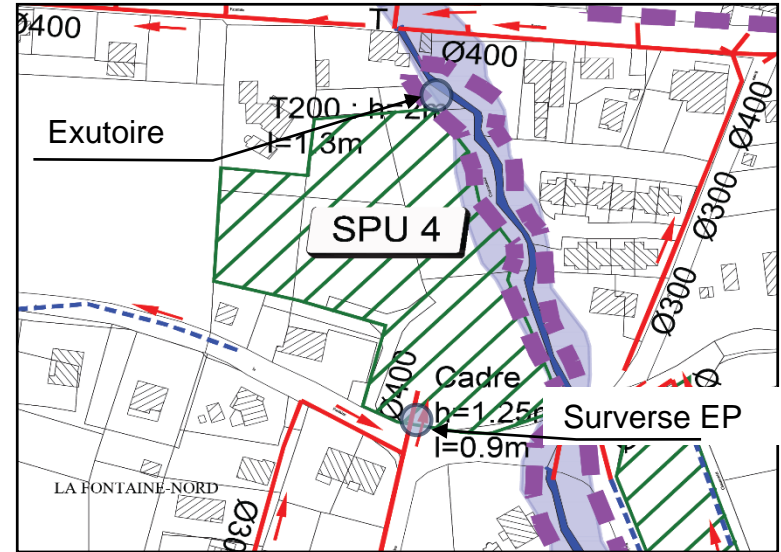 T
Ø400
Ø400
T200 : h=2m
l=1.3m
Exutoire
Ø400
SPU 4
Ø300
Ø300
Ø400
Cadre
h=1.25m
l=0.9m
Surverse EP
LA FONTAINE-NORD
Ø30